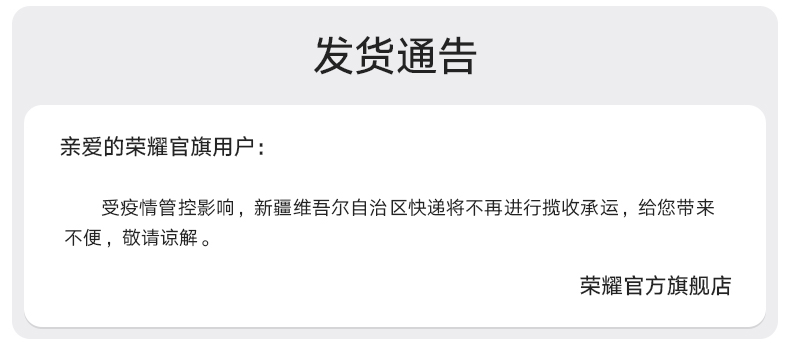 发货通告
亲爱的荣耀官旗用户：
受疫情管控影响，新疆维吾尔自治区快递将不再进行揽收承运，给您带来
不便，敬请谅解。
荣耀官方旗舰店